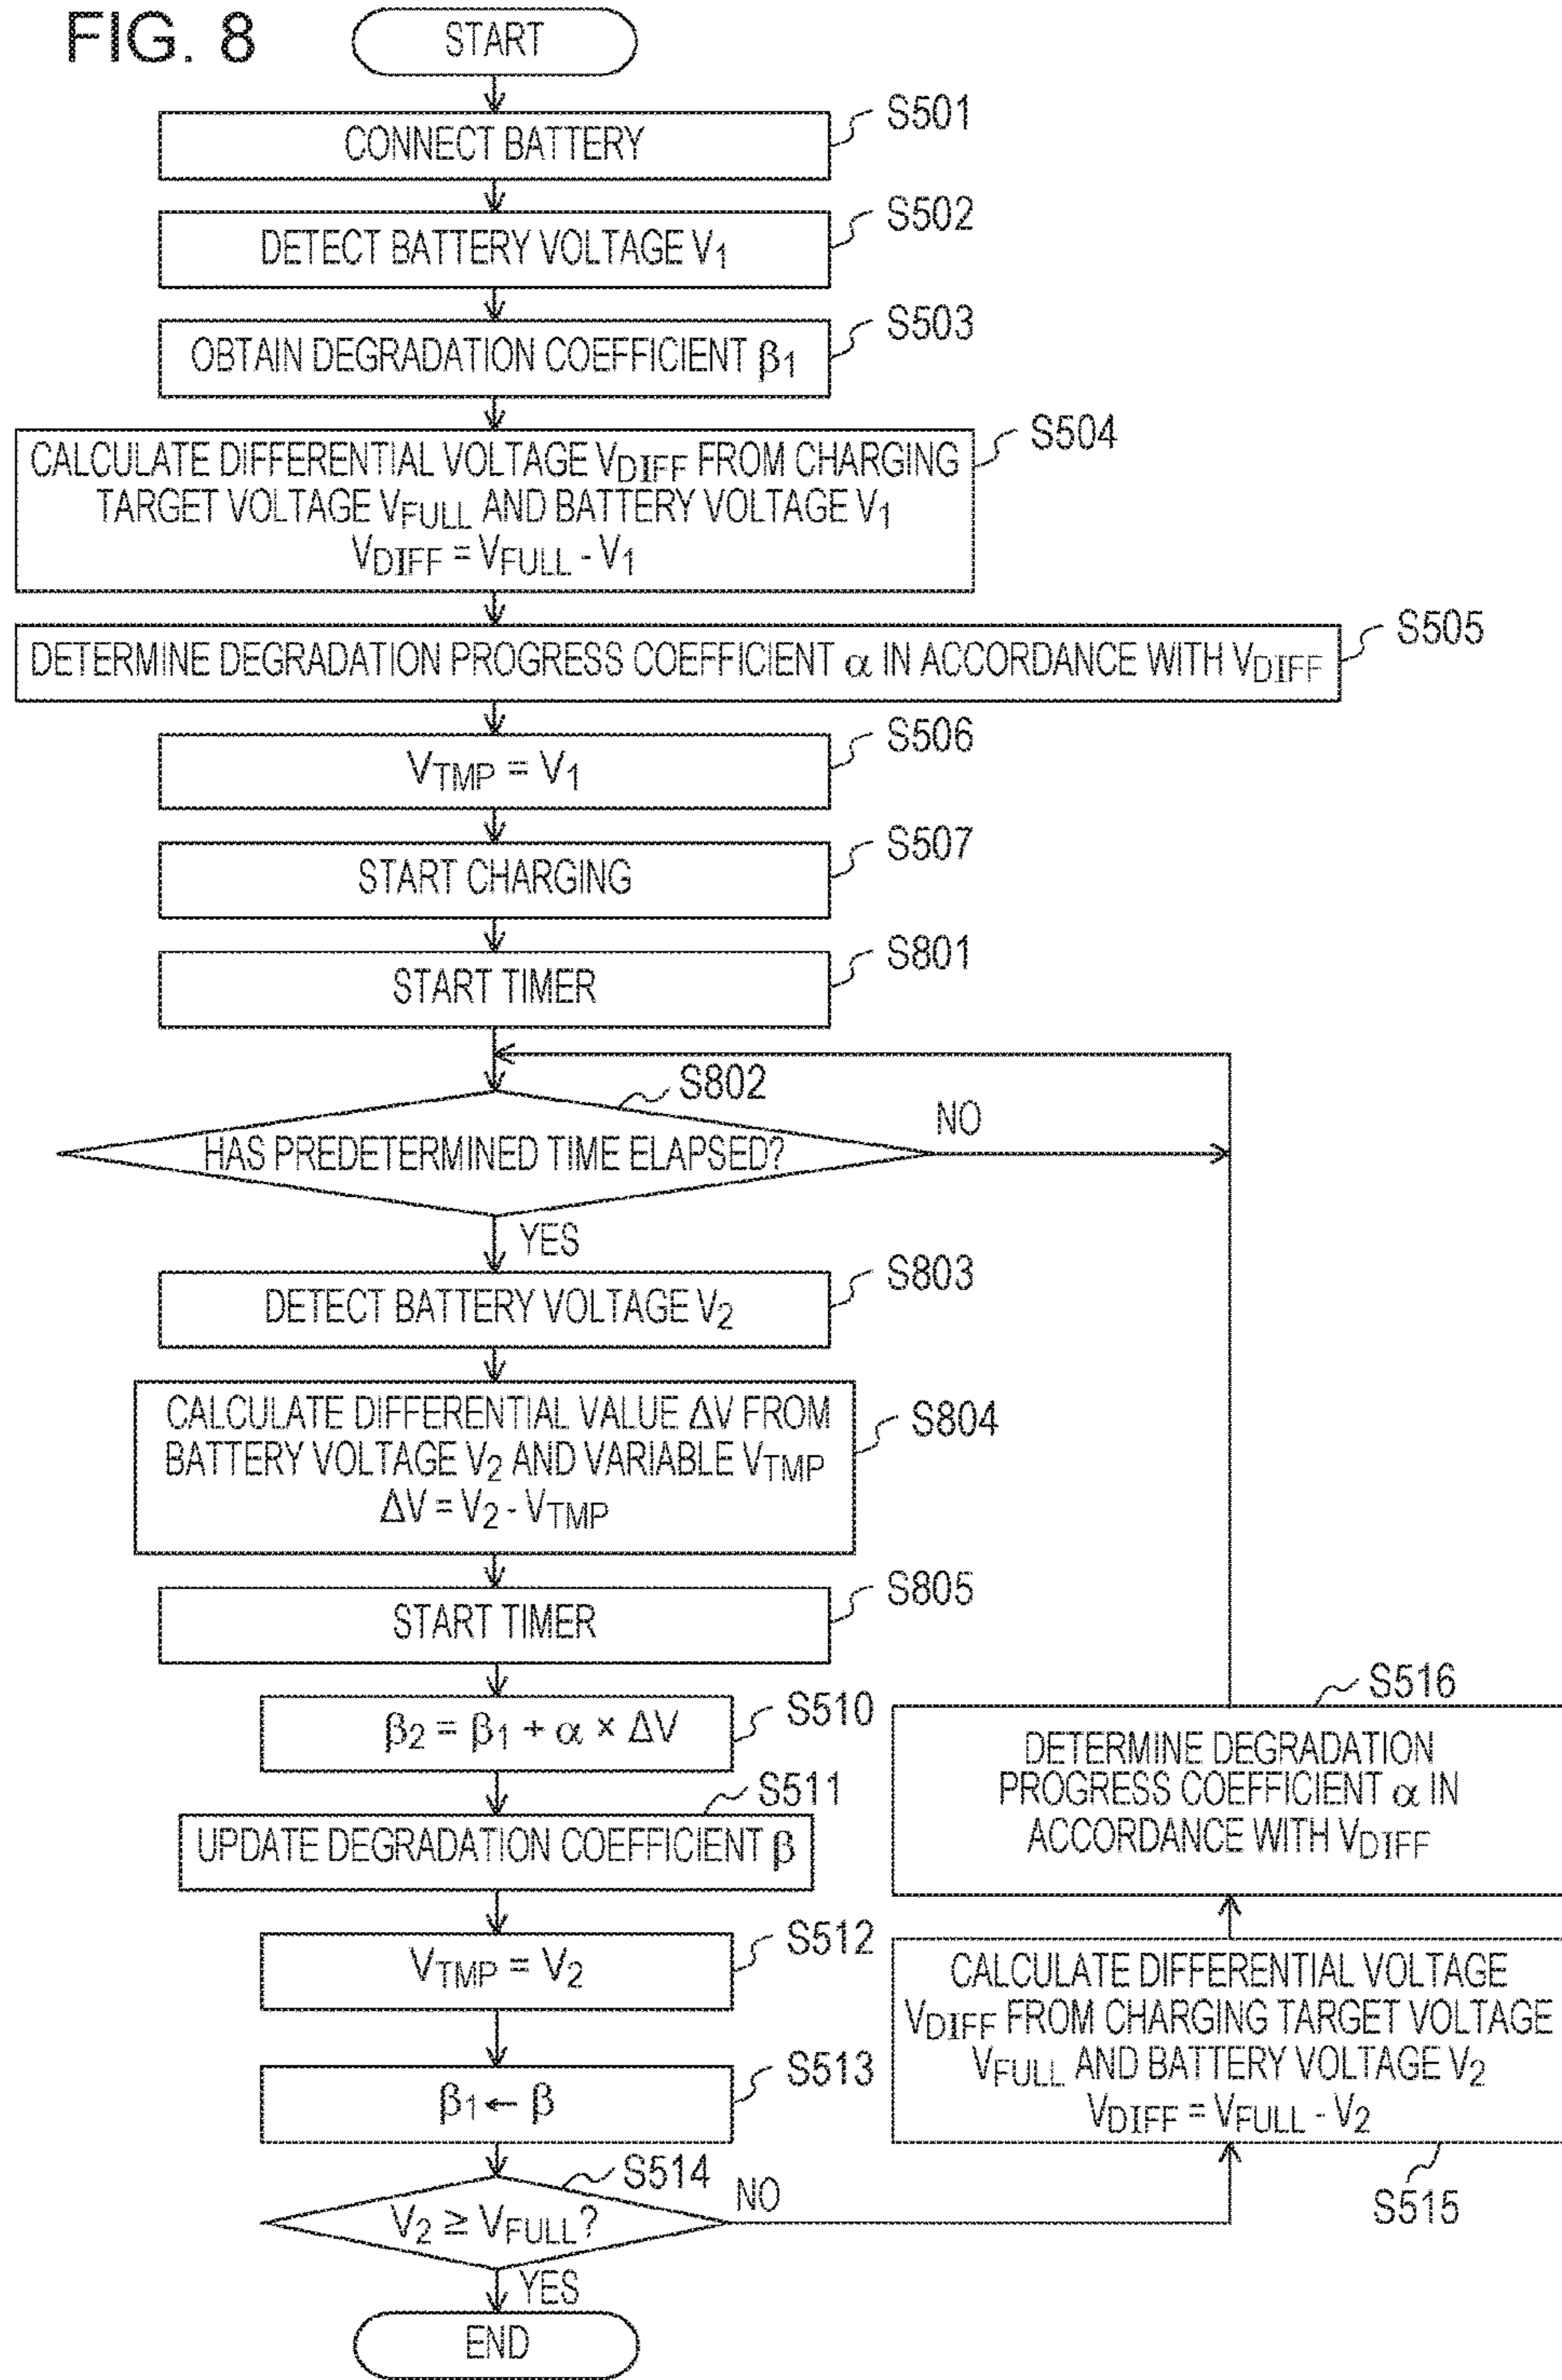 FIG. 8
START
CONNECT BATTERY
S501
DETECT BATTERY VOLTAGE V1
S502
OBTAIN DEGRADATION COEFFICIENT β1
S503
CALCULATE DIFFERENTIAL VOLTAGE VDIFF FROM CHARGING
TARGET VOLTAGE VFULL AND BATTERY VOLTAGE V1
VDIFF = VFULL - V1
S504
DETERMINE DEGRADATION PROGRESS COEFFICIENT α IN ACCORDANCE WITH VDIFF
S505
VTMP = V1
S506
START CHARGING
S507
START TIMER
S801
S802
HAS PREDETERMINED TIME ELAPSED?
NO
YES
DETECT BATTERY VOLTAGE V2
S803
CALCULATE DIFFERENTIAL VALUE ΔV FROM
BATTERY VOLTAGE V2 AND VARIABLE VTMP
ΔV = V2 - VTMP
S804
START TIMER
S805
β2 = β1 + α × ΔV
S510
S511
UPDATE DEGRADATION COEFFICIENT β
VTMP = V2
S512
β1 ← β
S513
S514
V2 ≥ VFULL?
NO
YES
END
S516
DETERMINE DEGRADATION
PROGRESS COEFFICIENT α IN
ACCORDANCE WITH VDIFF
CALCULATE DIFFERENTIAL VOLTAGE
VDIFF FROM CHARGING TARGET VOLTAGE
VFULL AND BATTERY VOLTAGE V2
VDIFF = VFULL - V2
S515